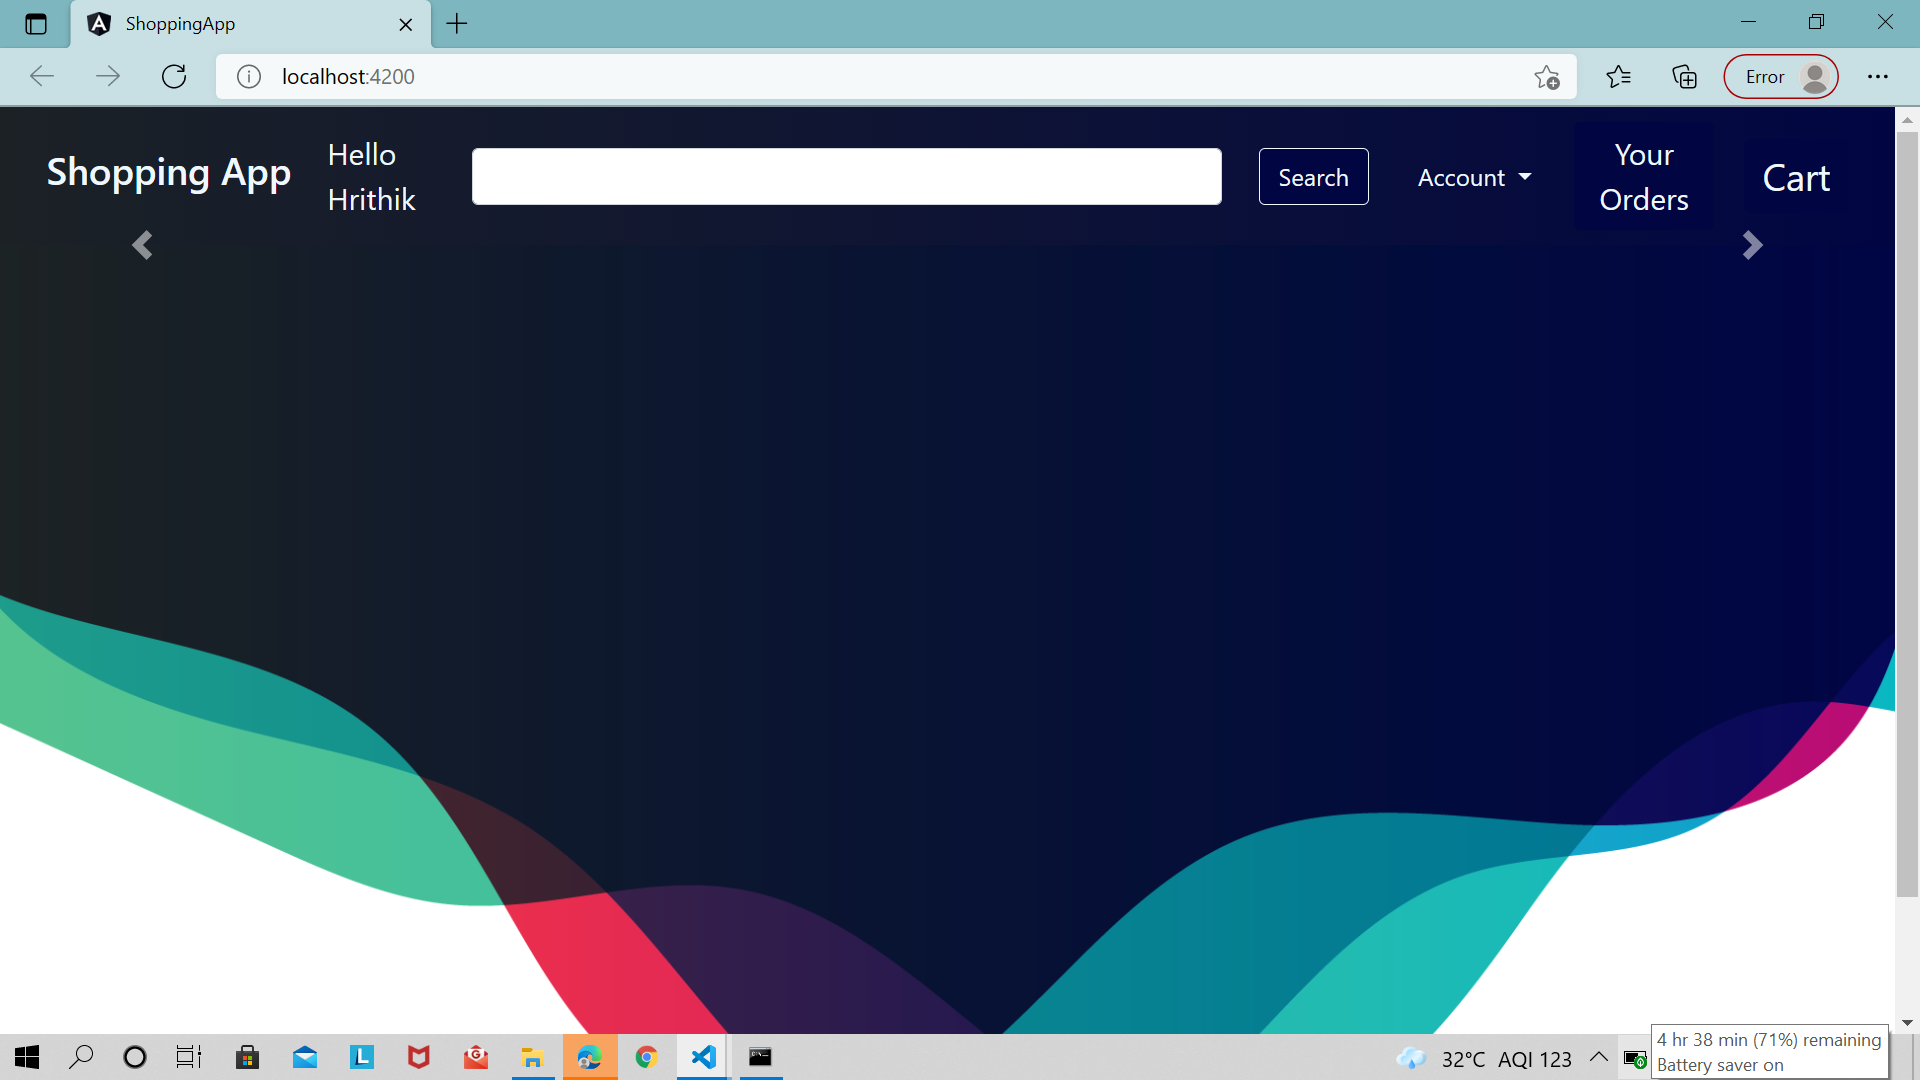 ShoppingApp
localhost:4200
Error
Shopping App
Hello
Hrithik
Search
Account
Your
Orders
Cart
32°C AQI 123
4 hr 38 min (71%) remaining
Battery saver on